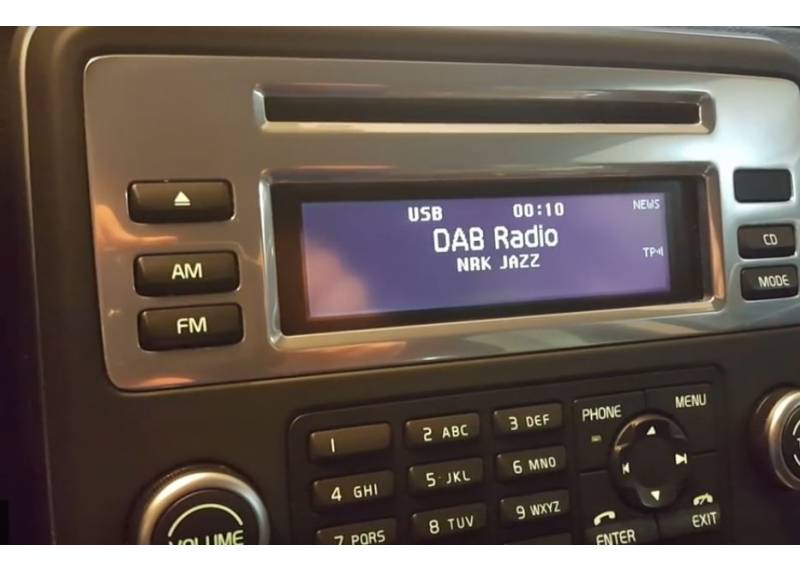 USB 00:10 NEWS
DAB Radio
NRK JAZZ TP
AM
FM
CD
MODE
1
2 ABC
3 DEF
4 GHI
5 JKL
6 MNO
7 PQRS
8 TUV
9 WXYZ
PHONE
MENU
ENTER
EXIT
VOLUME